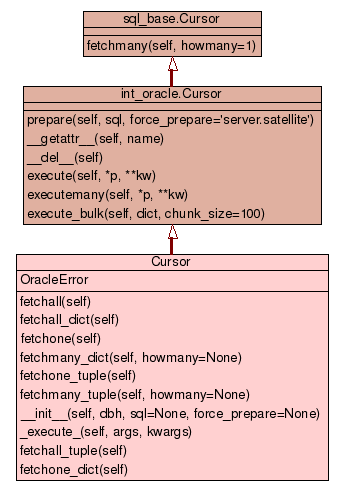 sql_base.Cursor
fetchmany(self, howmany=1)
int_oracle.Cursor
prepare(self, sql, force_prepare='server.satellite')
__getattr__(self, name)
__del__(self)
execute(self, *p, **kw)
executemany(self, *p, **kw)
execute_bulk(self, dict, chunk_size=100)
Cursor
OracleError
fetchall(self)
fetchall_dict(self)
fetchone(self)
fetchmany_dict(self, howmany=None)
fetchone_tuple(self)
fetchmany_tuple(self, howmany=None)
__init__(self, dbh, sql=None, force_prepare=None)
_execute_(self, args, kwargs)
fetchall_tuple(self)
fetchone_dict(self)